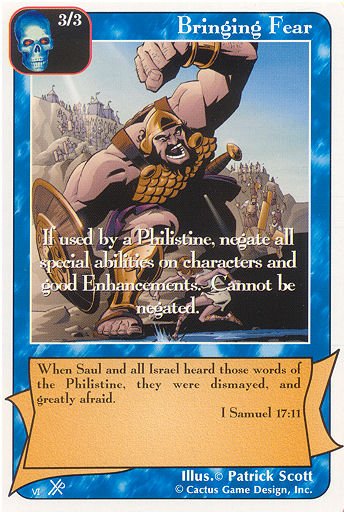 3/3
Bringing Fear
If used by a Philistine, negate all
special abilities on characters and
good Enhancements. Cannot be
negated.
When Saul and all Israel heard those words of
the Philistine, they were dismayed, and
greatly afraid.
I Samuel 17:11
VI
Illus.© Patrick Scott
© Cactus Game Design, Inc.